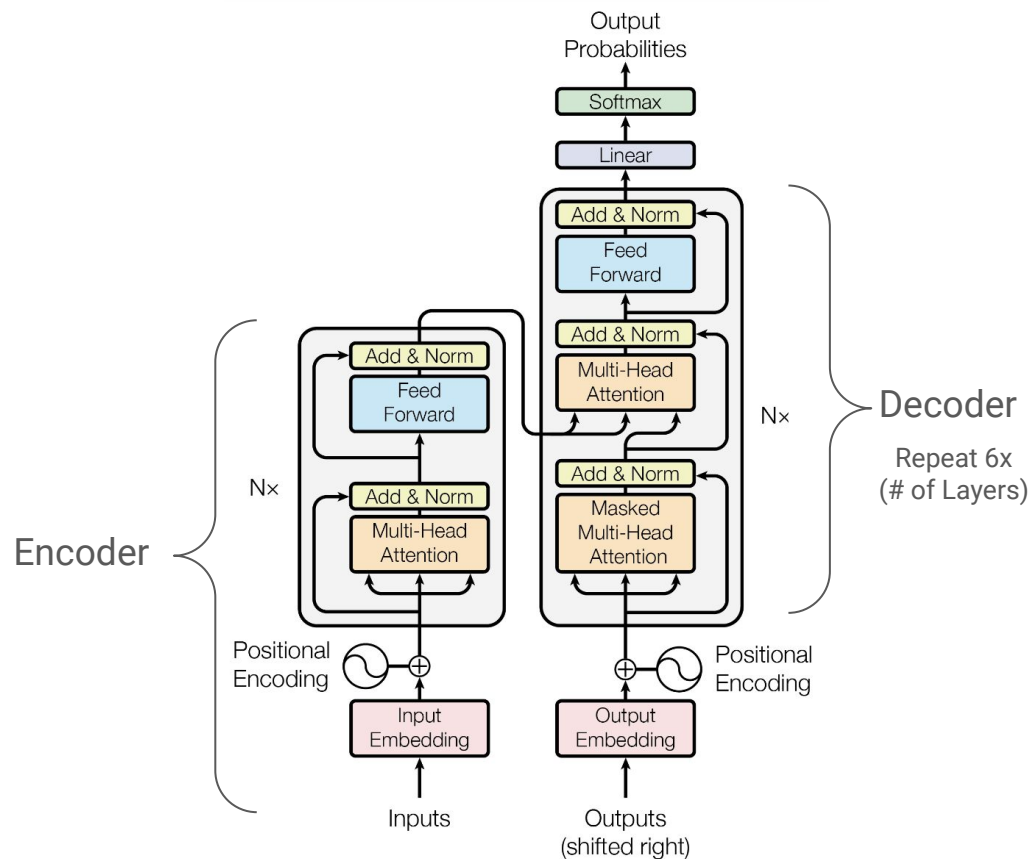 Output
Probabilities
Softmax
Linear
Add & Norm
Feed
Forward
Add & Norm
Multi-Head
Attention
Add & Norm
Masked
Multi-Head
Attention
N×
Decoder
Repeat 6x
(# of Layers)
Add & Norm
Feed
Forward
Add & Norm
Multi-Head
Attention
N×
Encoder
Positional
Encoding
Input
Embedding
Inputs
Positional
Encoding
Output
Embedding
Outputs
(shifted right)